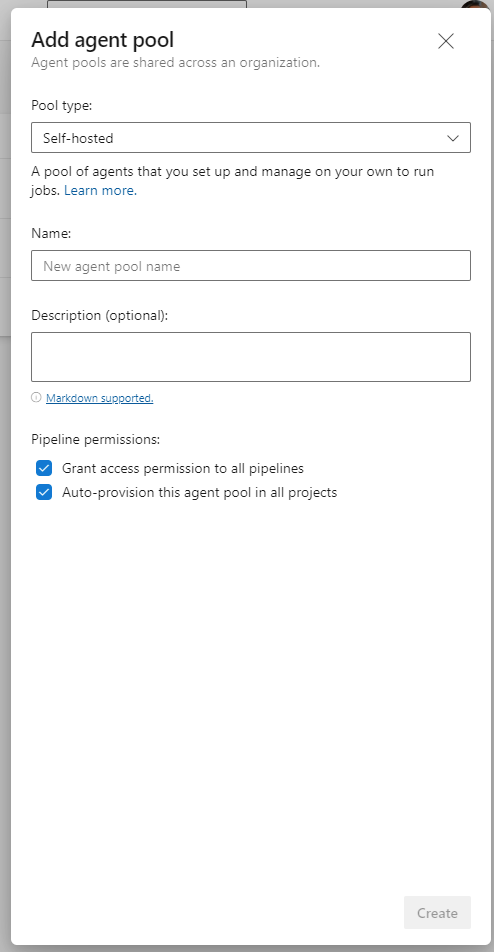 Add agent pool
Agent pools are shared across an organization.
Pool type:
Self-hosted
A pool of agents that you set up and manage on your own to run
jobs. Learn more.
Name:
New agent pool name
Description (optional):
Markdown supported.
Pipeline permissions:
Grant access permission to all pipelines
Auto-provision this agent pool in all projects
Create